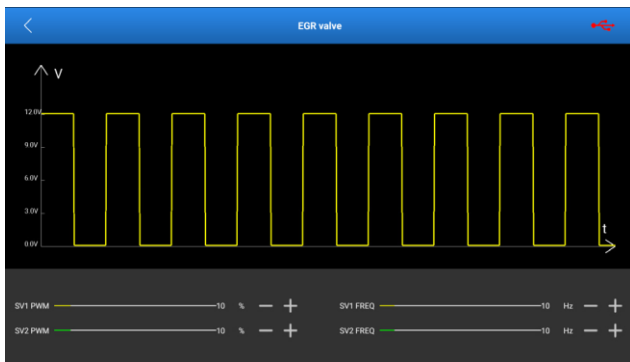 EGR valve
V
12.0V
9.0V
6.0V
3.0V
0.0V
t
SV1 PWM 10 % SV1 FREQ 10 Hz
SV2 PWM 10 % SV2 FREQ 10 Hz